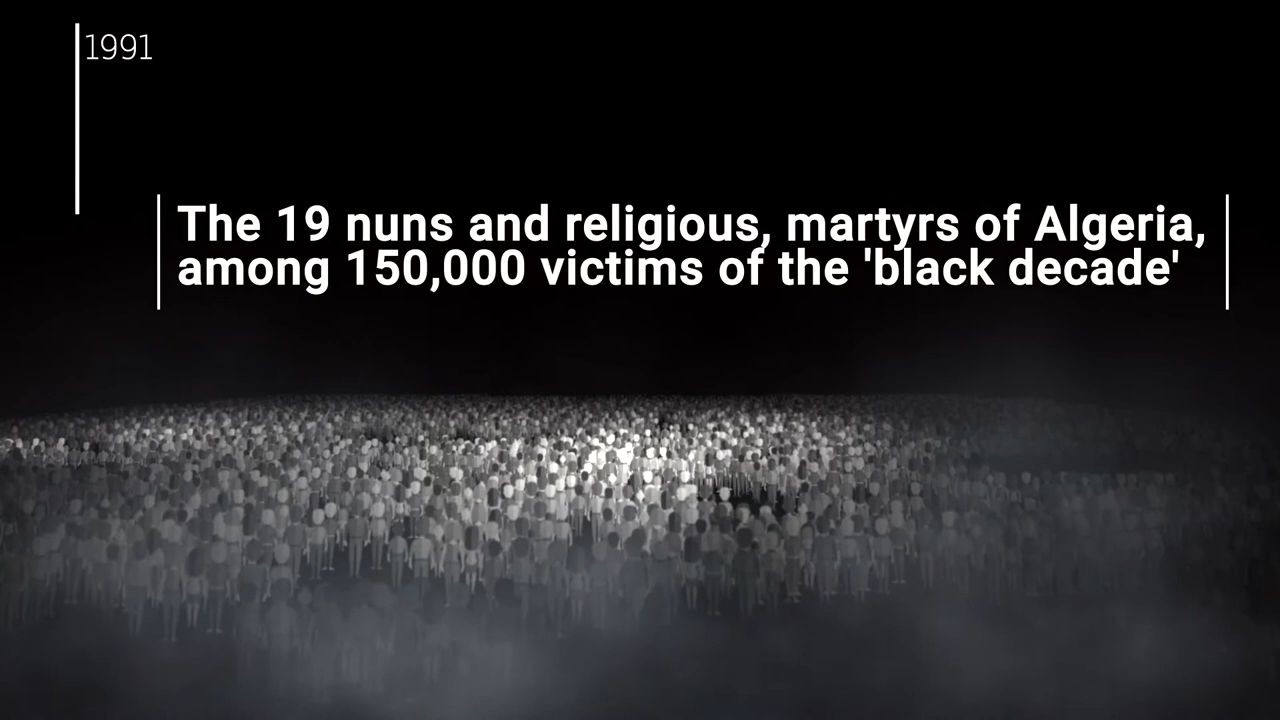 1991
The 19 nuns and religious, martyrs of Algeria,
among 150,000 victims of the 'black decade'